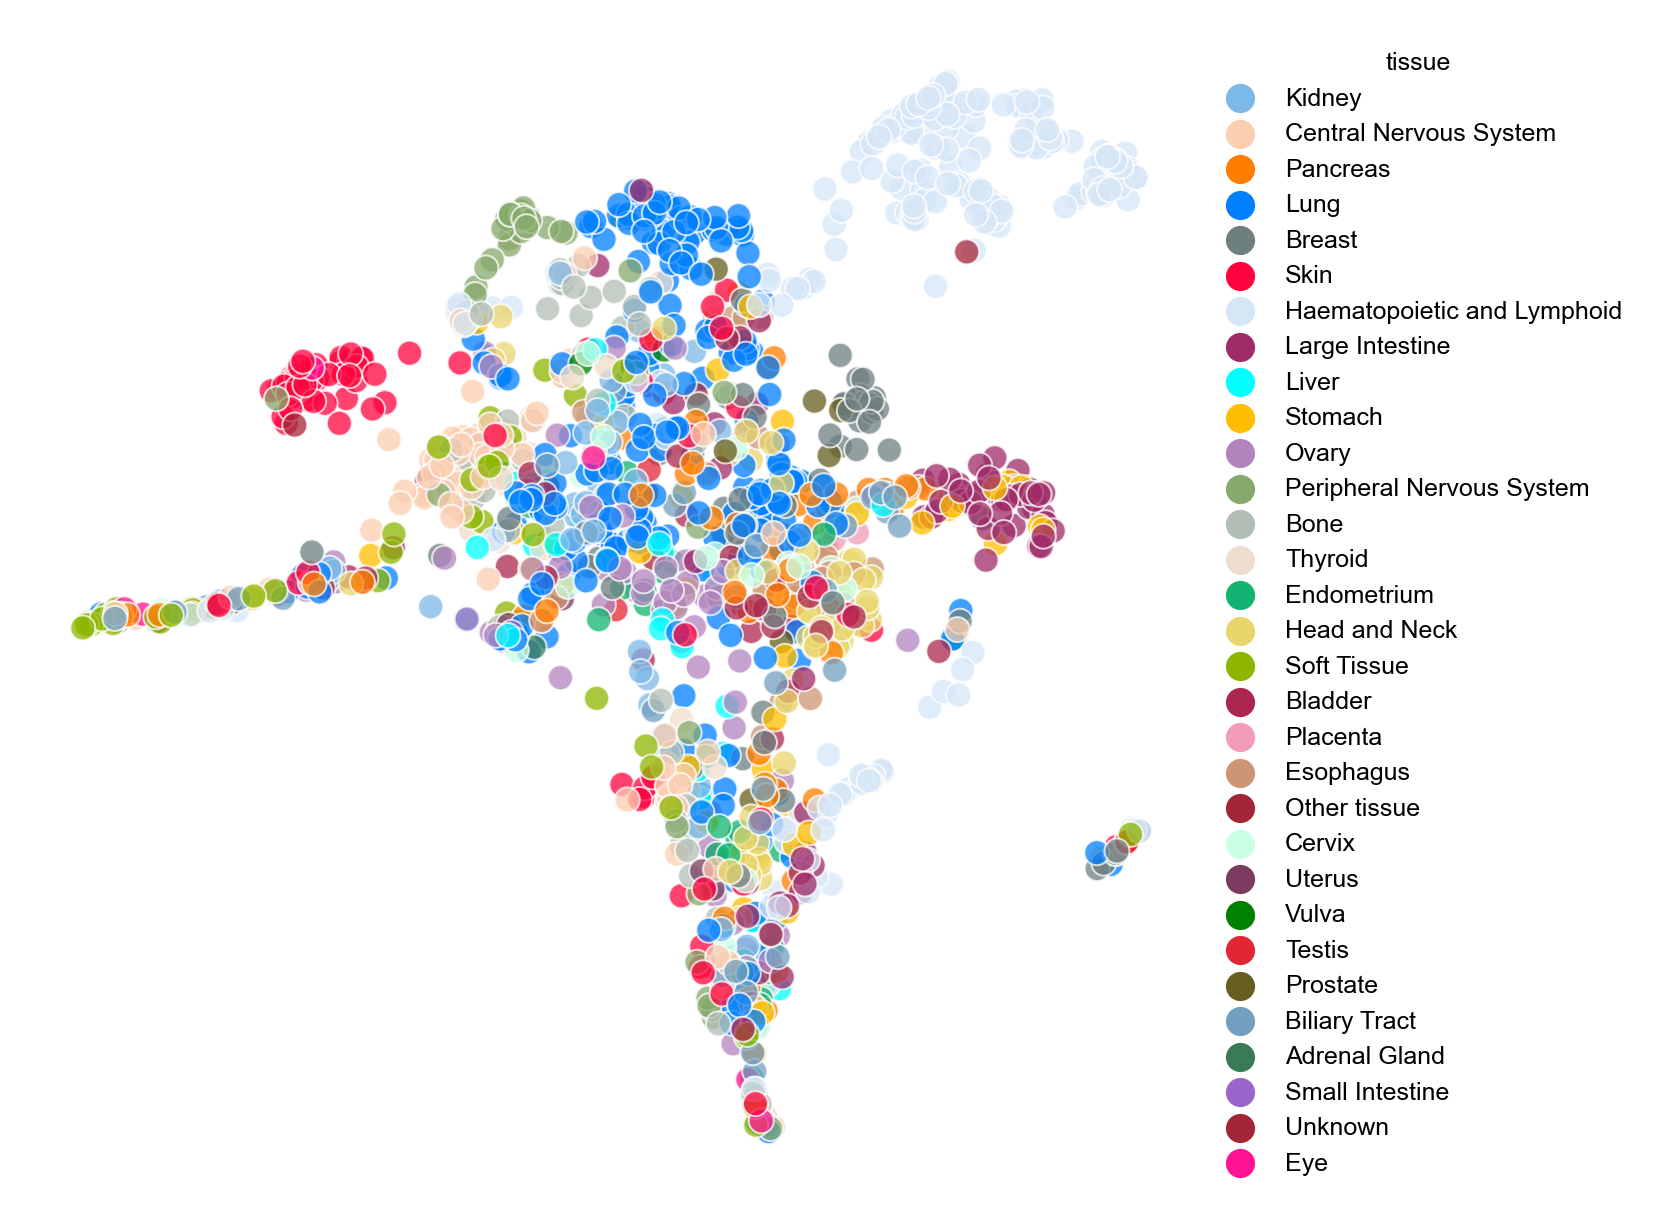 tissue
Kidney
Central Nervous System
Pancreas
Lung
Breast
Skin
Haematopoietic and Lymphoid
Large Intestine
Liver
Stomach
Ovary
Peripheral Nervous System
Bone
Thyroid
Endometrium
Head and Neck
Soft Tissue
Bladder
Placenta
Esophagus
Other tissue
Cervix
Uterus
Vulva
Testis
Prostate
Biliary Tract
Adrenal Gland
Small Intestine
Unknown
Eye